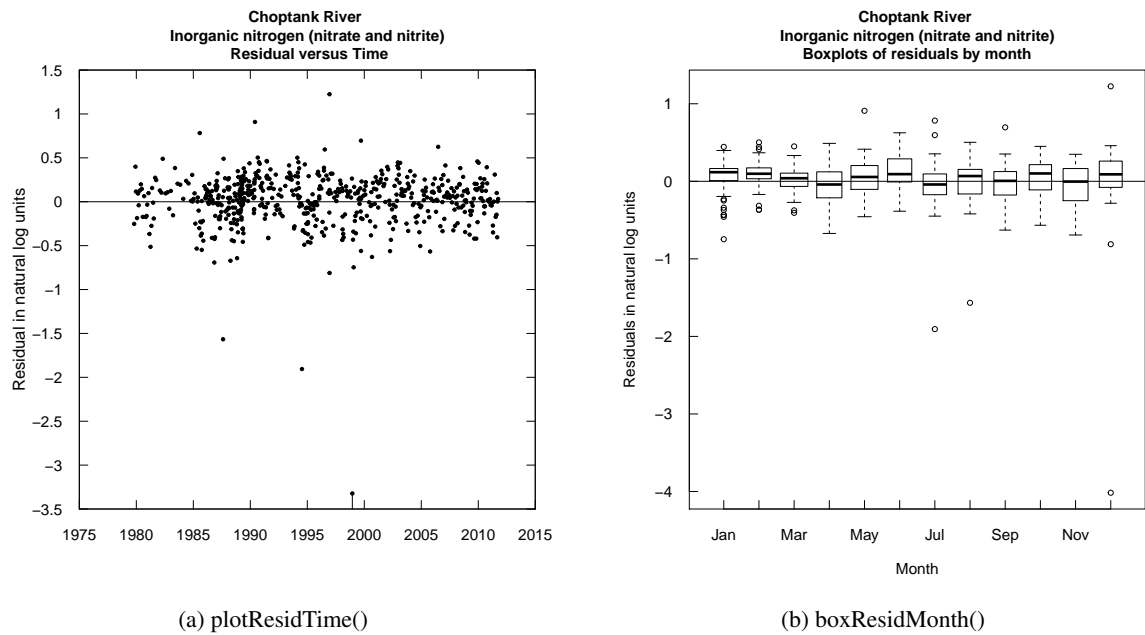 Choptank River
Inorganic nitrogen (nitrate and nitrite)
Residual versus Time
Residual in natural log units
1.5
1
0.5
0
−0.5
−1
−1.5
−2
−2.5
−3
−3.5
1975 1980 1985 1990 1995 2000 2005 2010 2015
(a) plotResidTime()
Choptank River
Inorganic nitrogen (nitrate and nitrite)
Boxplots of residuals by month
Residuals in natural log units
1
0
−1
−2
−3
−4
Jan Mar May Jul Sep Nov
Month
(b) boxResidMonth()